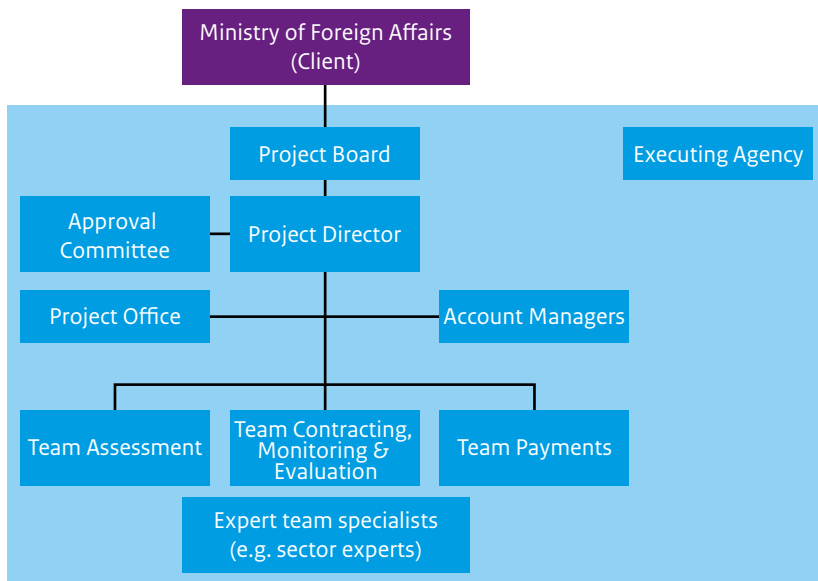 Ministry of Foreign Affairs
(Client)
Project Board
Executing Agency
Approval
Committee
Project Director
Project Office
Account Managers
Team Assessment
Team Contracting,
Monitoring &
Evaluation
Team Payments
Expert team specialists
(e.g. sector experts)